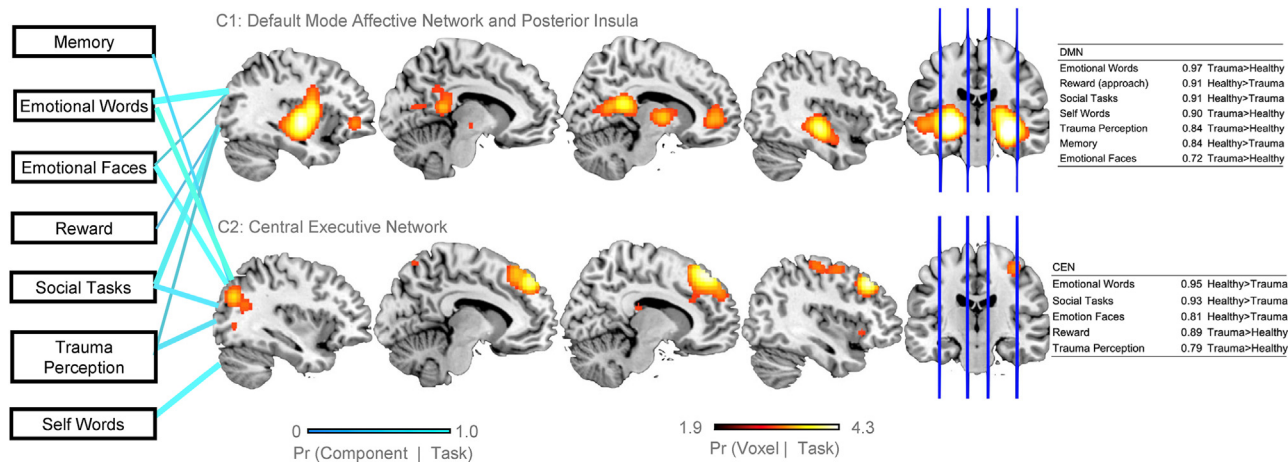 C1: Default Mode Affective Network and Posterior Insula
Memory
Emotional Words
Emotional Faces
Reward
Social Tasks
Trauma
Perception
Self Words
DMN
Emotional Words 0.97 Trauma>Healthy
Reward (approach) 0.91 Healthy>Trauma
Social Tasks 0.91 Healthy>Trauma
Self Words 0.90 Trauma>Healthy
Trauma Perception 0.84 Trauma>Healthy
Memory 0.84 Healthy>Trauma
Emotional Faces 0.72 Trauma>Healthy
C2: Central Executive Network
CEN
Emotional Words 0.95 Healthy>Trauma
Social Tasks 0.93 Healthy>Trauma
Emotion Faces 0.81 Healthy>Trauma
Reward 0.89 Trauma>Healthy
Trauma Perception 0.79 Trauma>Healthy
0 1.0
Pr (Component | Task)
1.9 4.3
Pr (Voxel | Task)